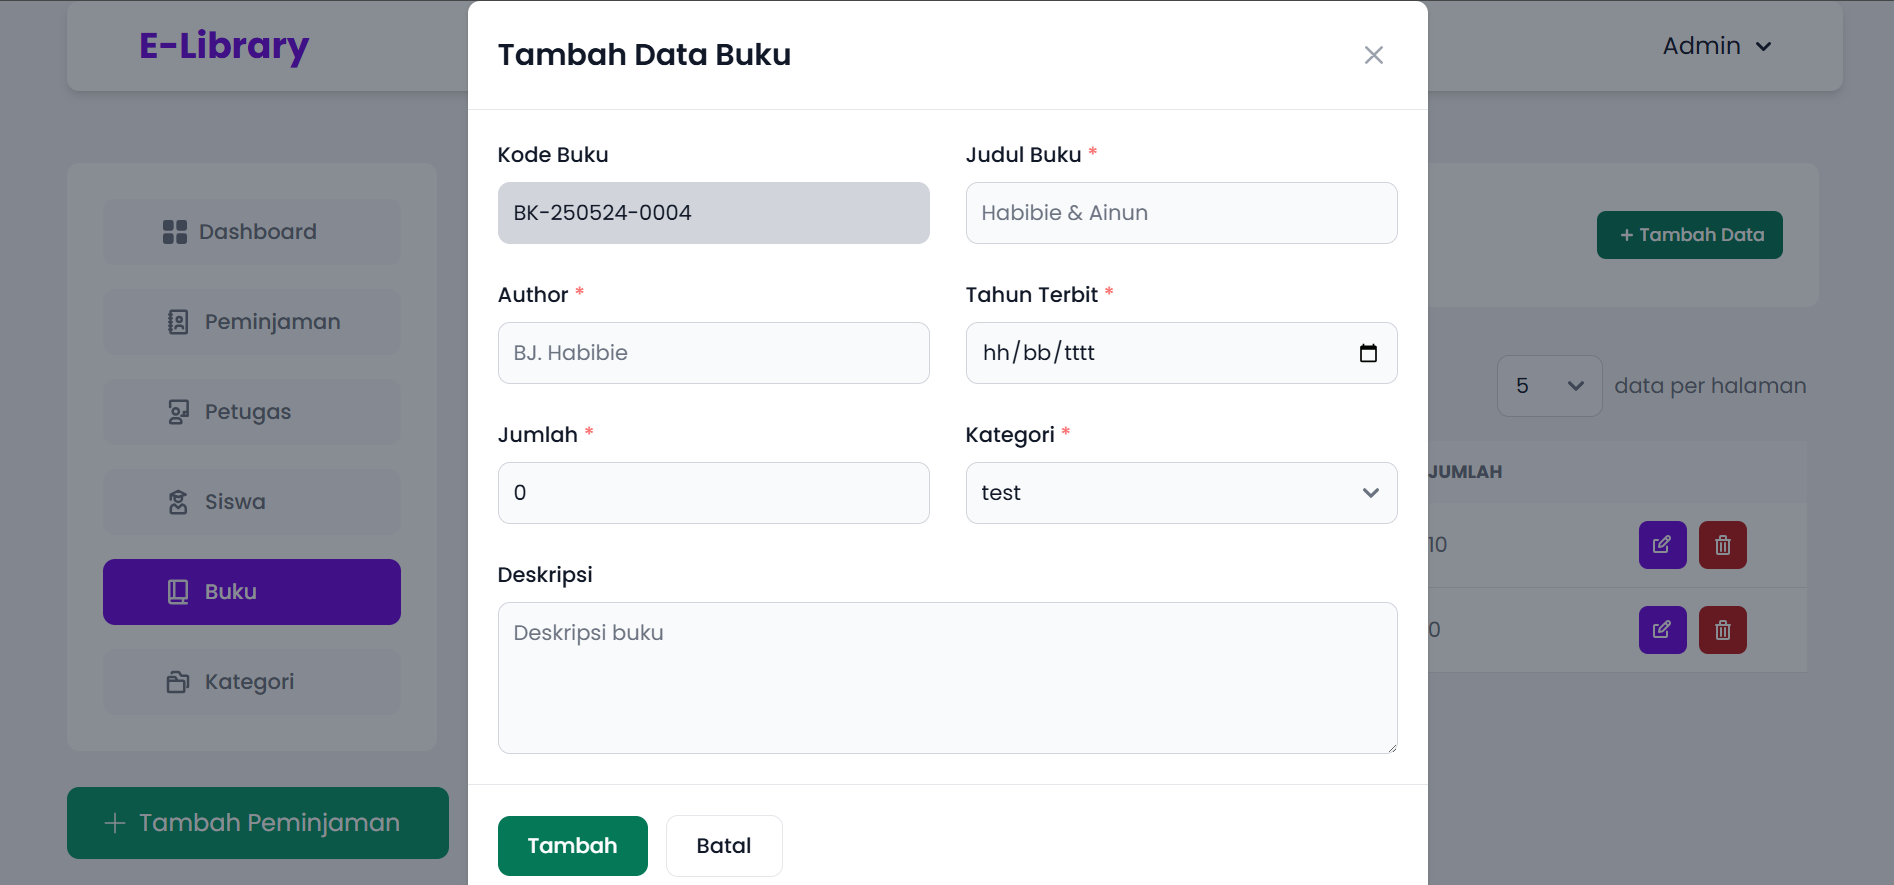 E-Library
Admin
Dashboard
Peminjaman
Petugas
Siswa
Buku
Kategori
+ Tambah Peminjaman
Tambah Data Buku
Kode Buku
BK-250524-0004
Judul Buku *
Habibie & Ainun
Author *
BJ. Habibie
Tahun Terbit *
hh/bb/tttt
Jumlah *
0
Kategori *
test
Deskripsi
Deskripsi buku
Tambah
Batal
+ Tambah Data
5
data per halaman
JUMLAH
10
0